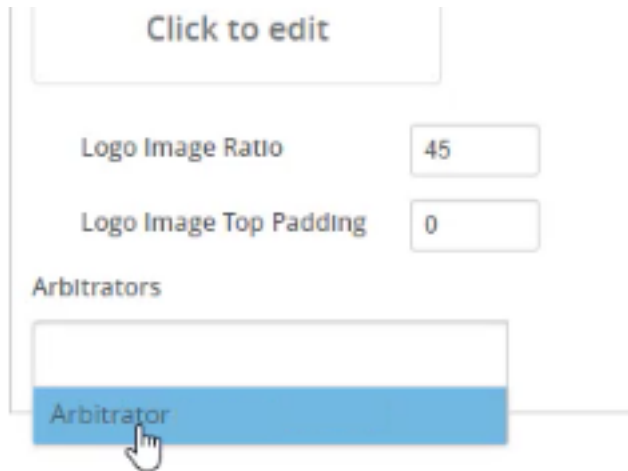 Click to edit
Logo Image Ratio 45
Logo Image Top Padding 0
Arbitrators
Arbitrator